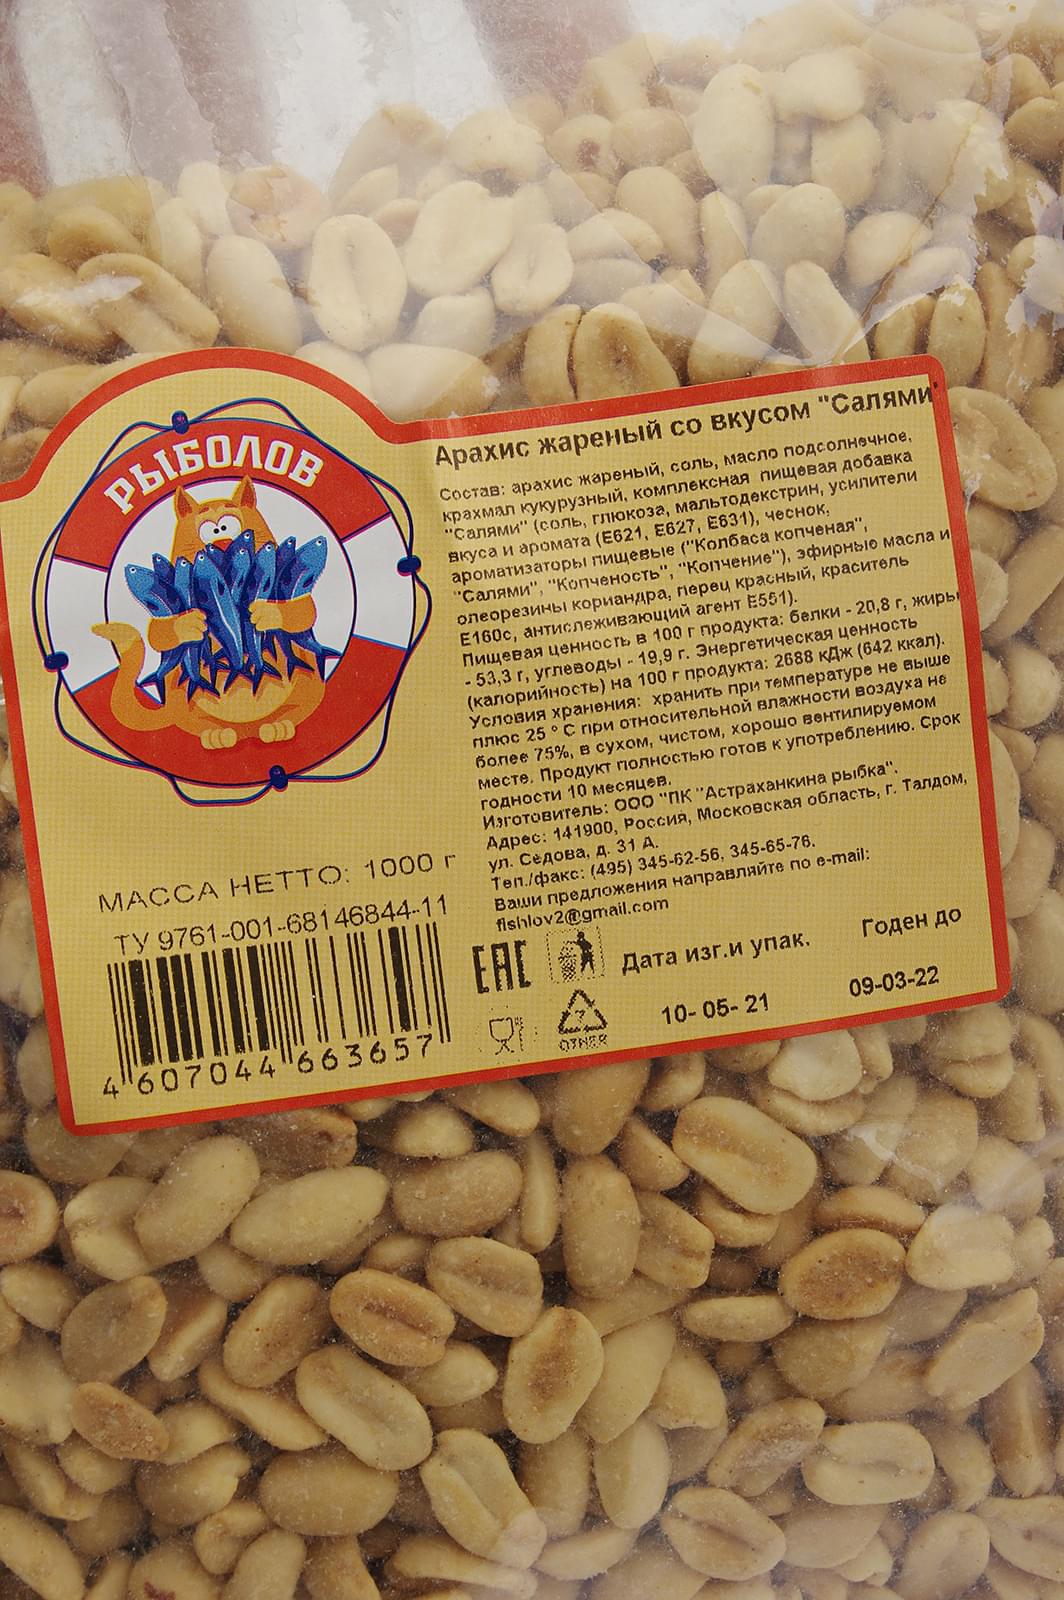 РЫБОЛОВ
Арахис жареный со вкусом "Салями"
Состав: арахис жареный, соль, масло подсолнечное,
крахмал кукурузный, комплексная пищевая добавка
"Салями" (соль, глюкоза, мальтодекстрин, усилители
вкуса и аромата (Е621, Е627, Е631), чеснок,
ароматизаторы пищевые ("Колбаса копченая",
"Салями", "Копченость", "Копчение"), эфирные масла и
олеорезины кориандра, перец красный, краситель
Е160с, антислеживающий агент Е551).
Пищевая ценность в 100 г продукта: белки - 20,8 г, жиры
- 53,3 г, углеводы - 19,9 г. Энергетическая ценность
(калорийность) на 100 г продукта: 2688 кДж (642 ккал).
Условия хранения: хранить при температуре не выше
плюс 25 ° С при относительной влажности воздуха не
более 75%, в сухом, чистом, хорошо вентилируемом
месте. Продукт полностью готов к употреблению. Срок
годности 10 месяцев.
Изготовитель: ООО "ПК "Астраханкина рыбка".
Адрес: 141900, Россия, Московская область, г. Талдом,
ул. Седова, д. 31 А.
Тел./факс: (495) 345-62-56, 345-65-76.
Ваши предложения направляйте по e-mail:
fishlov2@gmail.com
МАССА НЕТТО: 1000 г
ТУ 9761-001-68146844-11
4 607044 663657
ЕАС
7
OTHER
Дата изг.и упак.
Годен до
10- 05- 21
09-03-22